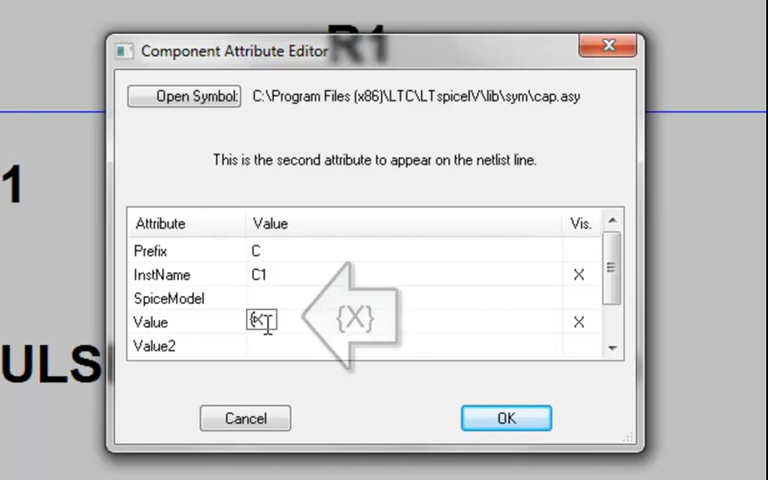 R1
Component Attribute Editor
Open Symbol: C:\Program Files (x86)\LTC\LTspiceIV\lib\sym\cap.asy
This is the second attribute to appear on the netlist line.
1
Attribute Value Vis.
Prefix C
InstName C1 X
SpiceModel
Value X
{X}
Value2
ULS
Cancel OK